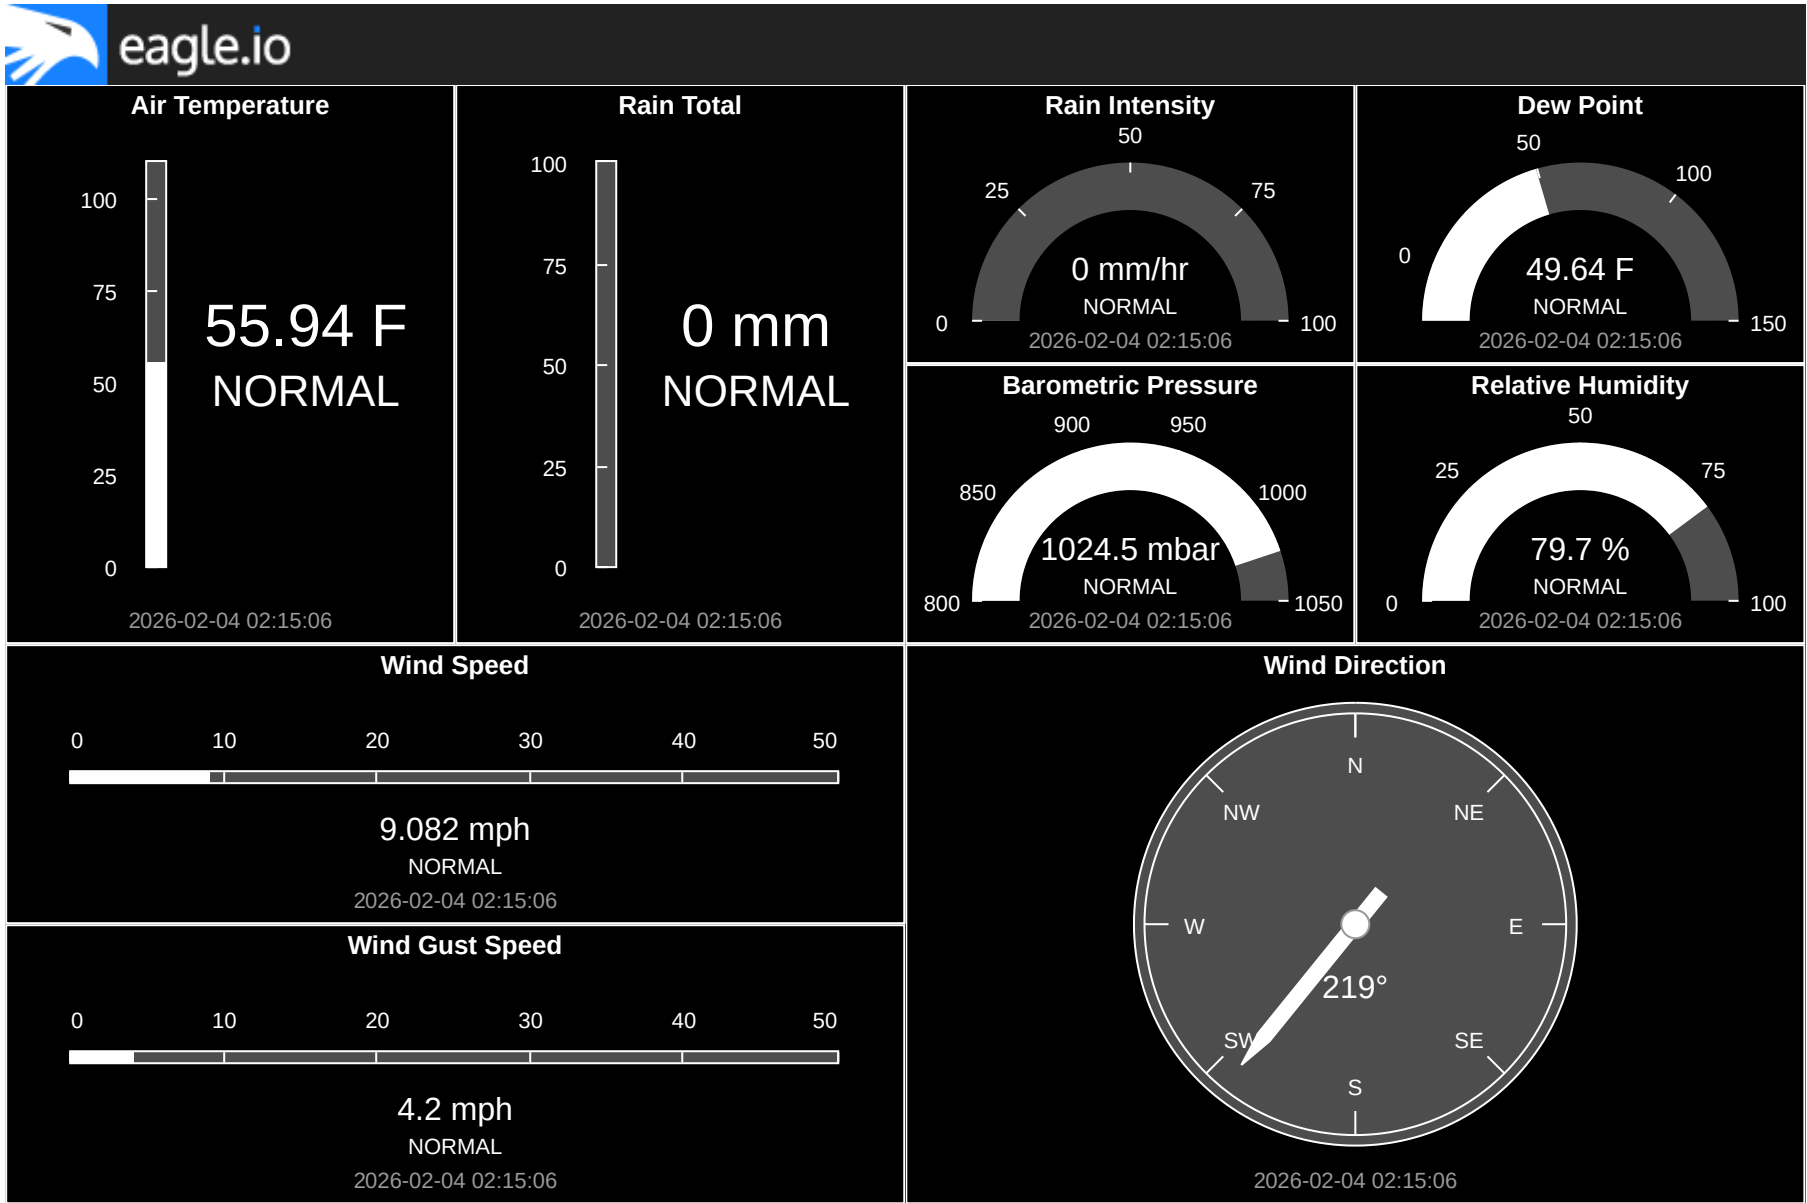 eagle.io
Air Temperature
100
75
50
25
0
55.94 F
NORMAL
2026-02-04 02:15:06
Rain Total
100
75
50
25
0
0 mm
NORMAL
2026-02-04 02:15:06
Rain Intensity
0
25
50
75
100
0 mm/hr
NORMAL
2026-02-04 02:15:06
Dew Point
0
50
100
150
49.64 F
NORMAL
2026-02-04 02:15:06
Barometric Pressure
800
850
900
950
1000
1050
1024.5 mbar
NORMAL
2026-02-04 02:15:06
Relative Humidity
0
25
50
75
100
79.7 %
NORMAL
2026-02-04 02:15:06
Wind Speed
0 10 20 30 40 50
9.082 mph
NORMAL
2026-02-04 02:15:06
Wind Gust Speed
0 10 20 30 40 50
4.2 mph
NORMAL
2026-02-04 02:15:06
Wind Direction
N
NW NE
W E
219°
SW SE
S
2026-02-04 02:15:06